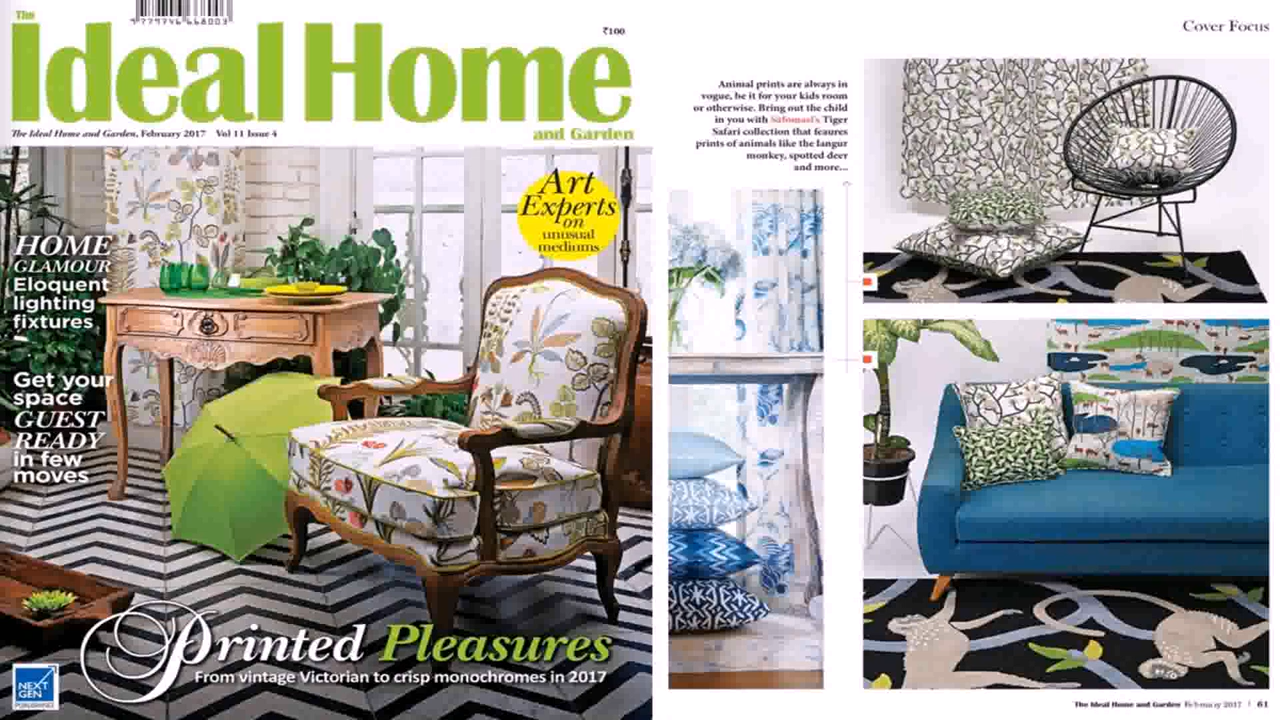 The
9 779746 668003
₹100
Ideal Home
and Garden
The Ideal Home and Garden, February 2017 Vol 11 Issue 4
Art
Experts
on
unusual
mediums
HOME
GLAMOUR
Eloquent
lighting
fixtures
Get your
space
GUEST
READY
in few
moves
Printed Pleasures
From vintage Victorian to crisp monochromes in 2017
NEXT
GEN
PUBLISHING
Cover Focus
Animal prints are always in
vogue, be it for your kids room
or otherwise. Bring out the child
in you with Safomasi's Tiger
Safari collection that feaures
prints of animals like the langur
monkey, spotted deer
and more...
The Ideal Home and Garden February 2017 | 61